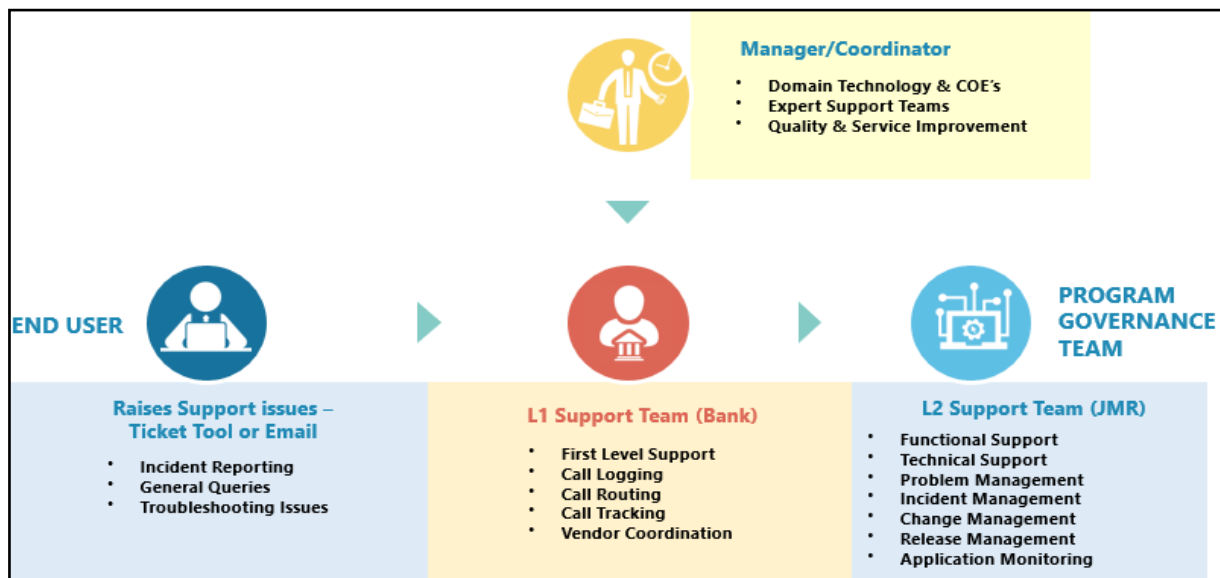 Manager/Coordinator
• Domain Technology & COE's
• Expert Support Teams
• Quality & Service Improvement
END USER
PROGRAM
GOVERNANCE
TEAM
Raises Support issues –
Ticket Tool or Email
• Incident Reporting
• General Queries
• Troubleshooting Issues
L1 Support Team (Bank)
• First Level Support
• Call Logging
• Call Routing
• Call Tracking
• Vendor Coordination
L2 Support Team (JMR)
• Functional Support
• Technical Support
• Problem Management
• Incident Management
• Change Management
• Release Management
• Application Monitoring